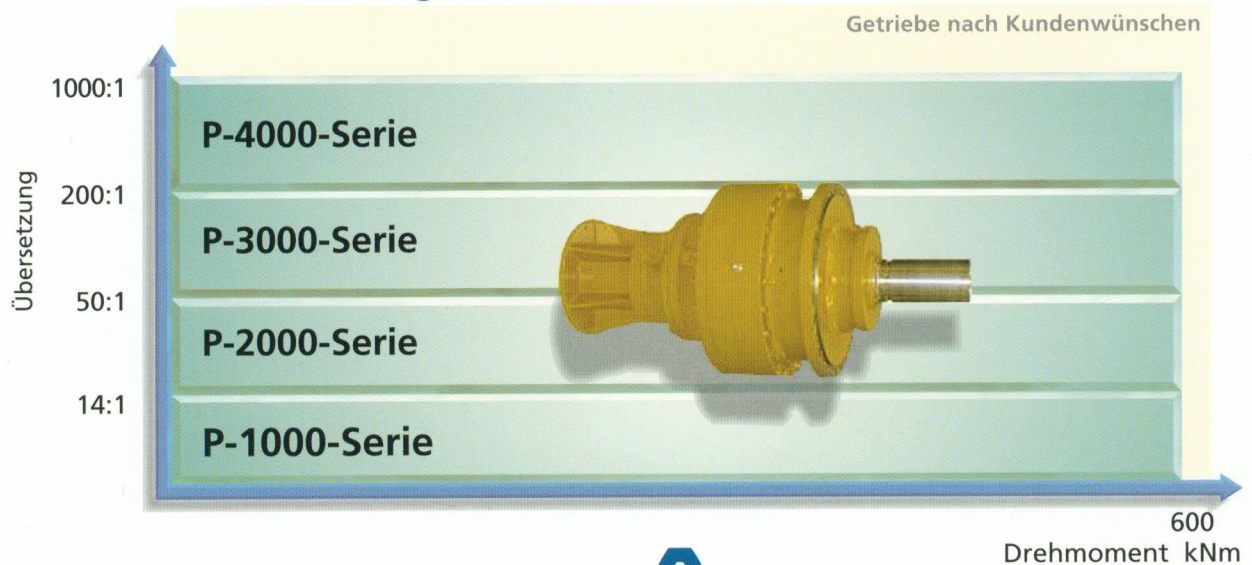 Getriebe nach Kundenwünschen
1000:1
P-4000-Serie
200:1
P-3000-Serie
Übersetzung
50:1
P-2000-Serie
14:1
P-1000-Serie
600
Drehmoment kNm